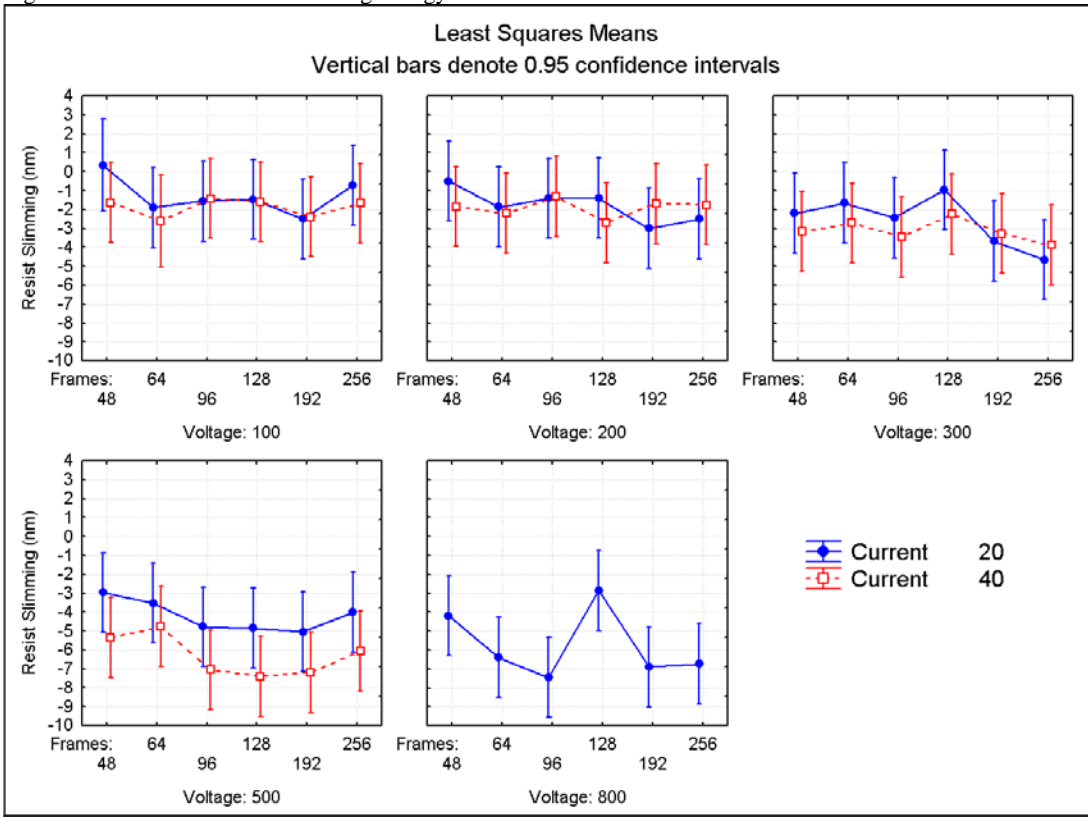 Least Squares Means
Vertical bars denote 0.95 confidence intervals
Resist Slimming (nm)
4
3
2
1
0
-1
-2
-3
-4
-5
-6
-7
-8
-9
-10
Frames: 64 128 256
48 96 192
Voltage: 100
Frames: 64 128 256
48 96 192
Voltage: 200
Frames: 64 128 256
48 96 192
Voltage: 300
Resist Slimming (nm)
4
3
2
1
0
-1
-2
-3
-4
-5
-6
-7
-8
-9
-10
Frames: 64 128 256
48 96 192
Voltage: 500
Frames: 64 128 256
48 96 192
Voltage: 800
Current 20
Current 40